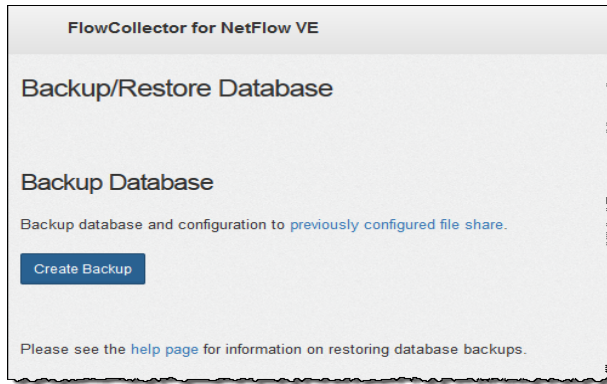 FlowCollector for NetFlow VE
Backup/Restore Database
Backup Database
Backup database and configuration to previously configured file share.
Create Backup
Please see the help page for information on restoring database backups.